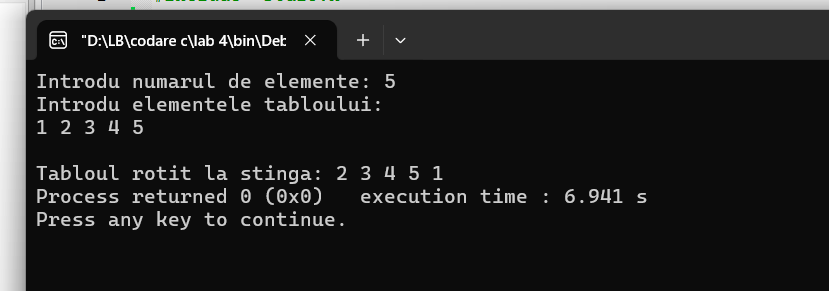 "D:\LB\codare c\lab 4\bin\Det
Introdu numarul de elemente: 5
Introdu elementele tabloului:
1 2 3 4 5
Tabloul rotit la stinga: 2 3 4 5 1
Process returned 0 (0x0)   execution time : 6.941 s
Press any key to continue.